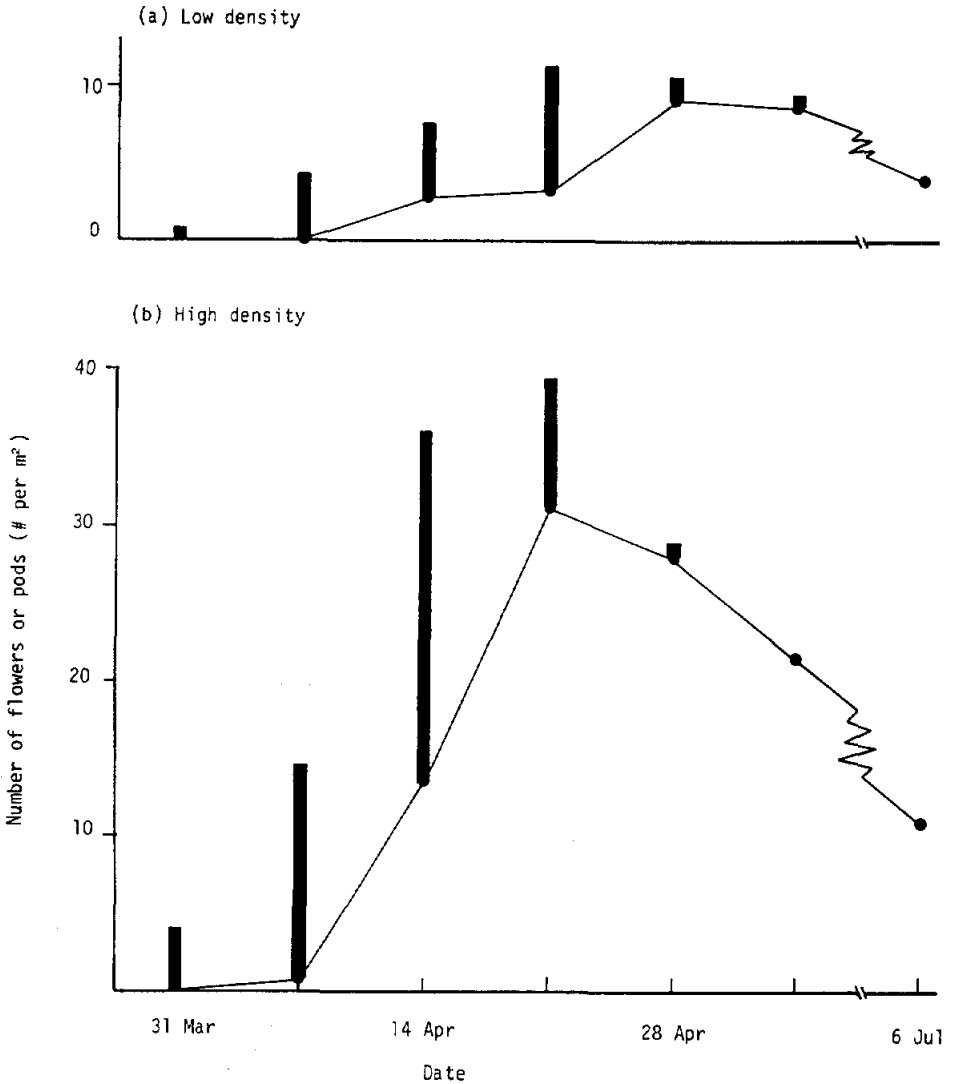 (a) Low density
10
0
(b) High density
40
30
20
10
Number of flowers or pods (# per m²)
31 Mar
14 Apr
28 Apr
6 Jul
Date